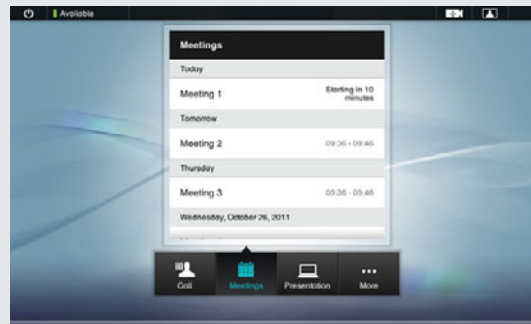 Available
Meetings
Today
Meeting 1
Starting in 10
minutes
Tomorrow
Meeting 2
09:36 - 09:46
Thursday
Meeting 3
09:36 - 09:46
Wednesday, October 26, 2011
Call
Meetings
Presentation
More